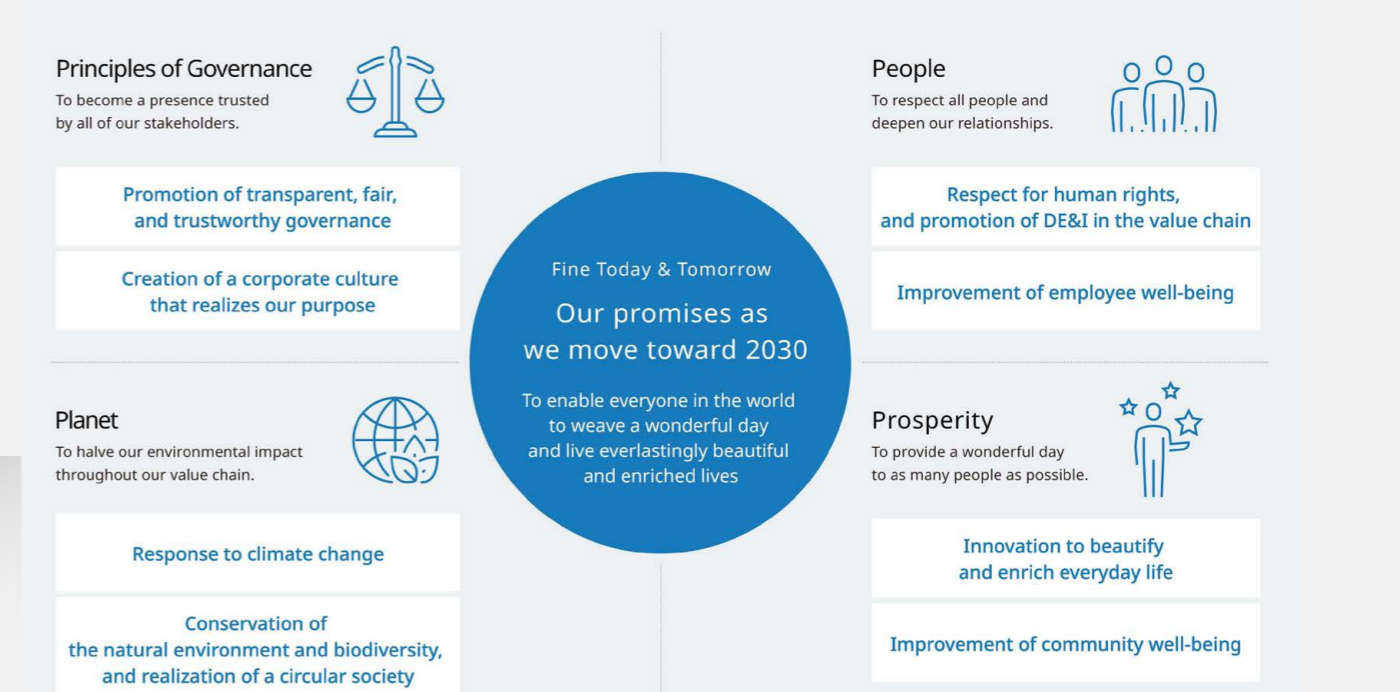 Principles of Governance
To become a presence trusted
by all of our stakeholders.
Promotion of transparent, fair,
and trustworthy governance
Creation of a corporate culture
that realizes our purpose
People
To respect all people and
deepen our relationships.
Respect for human rights,
and promotion of DE&I in the value chain
Improvement of employee well-being
Fine Today & Tomorrow
Our promises as
we move toward 2030
To enable everyone in the world
to weave a wonderful day
and live everlastingly beautiful
and enriched lives
Planet
To halve our environmental impact
throughout our value chain.
Response to climate change
Conservation of
the natural environment and biodiversity,
and realization of a circular society
Prosperity
To provide a wonderful day
to as many people as possible.
Innovation to beautify
and enrich everyday life
Improvement of community well-being